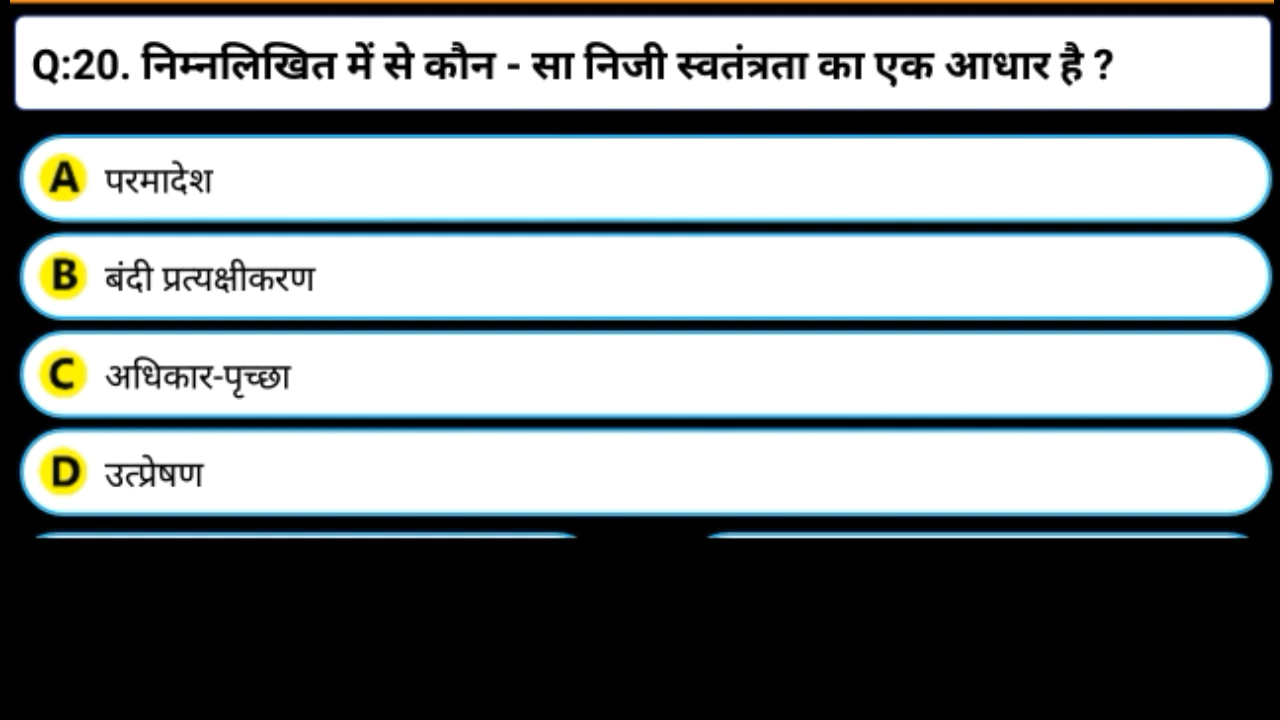 Q:20. निम्नलिखित में से कौन - सा निजी स्वतंत्रता का एक आधार है ?
A परमादेश
B बंदी प्रत्यक्षीकरण
C अधिकार-पृच्छा
D उत्प्रेषण